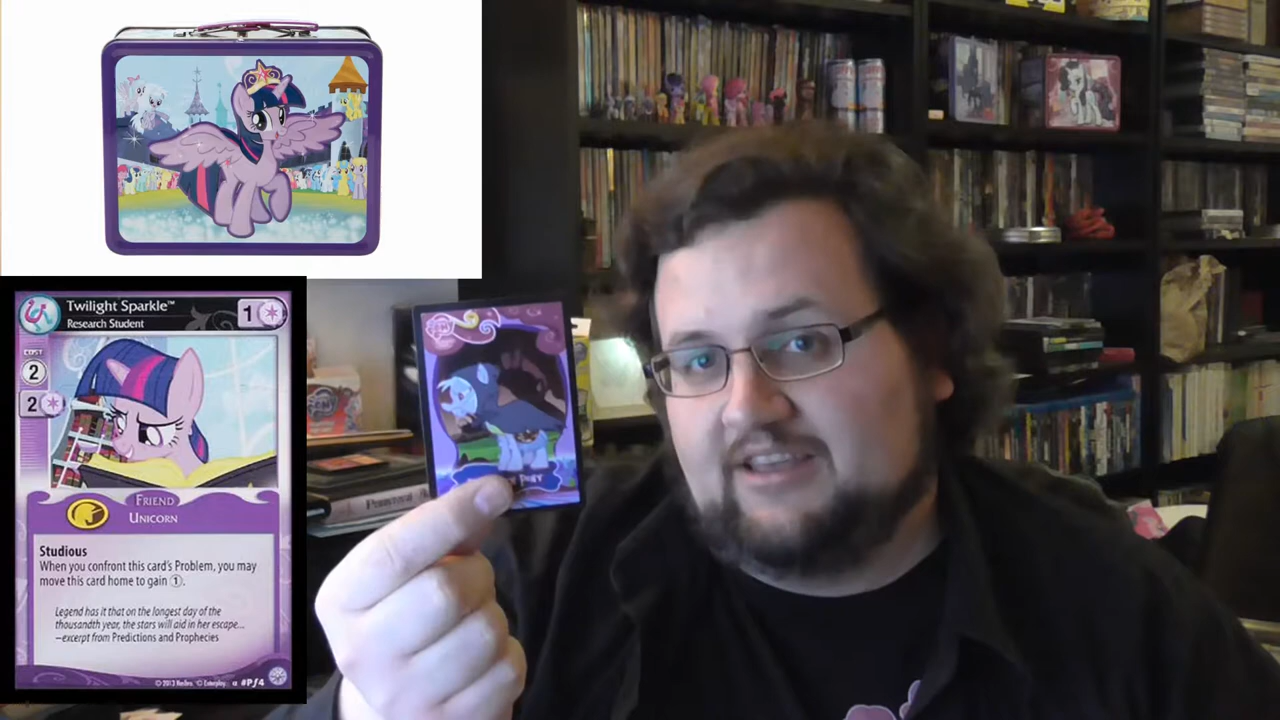 Twilight Sparkle™
1
Research Student
COST
2
2
FRIEND
UNICORN
Studious
When you confront this card's Problem, you may
move this card home to gain 1.
Legend has it that on the longest day of the
thousandth year, the stars will aid in her escape...
—excerpt from Predictions and Prophecies
#Pf4
PONY